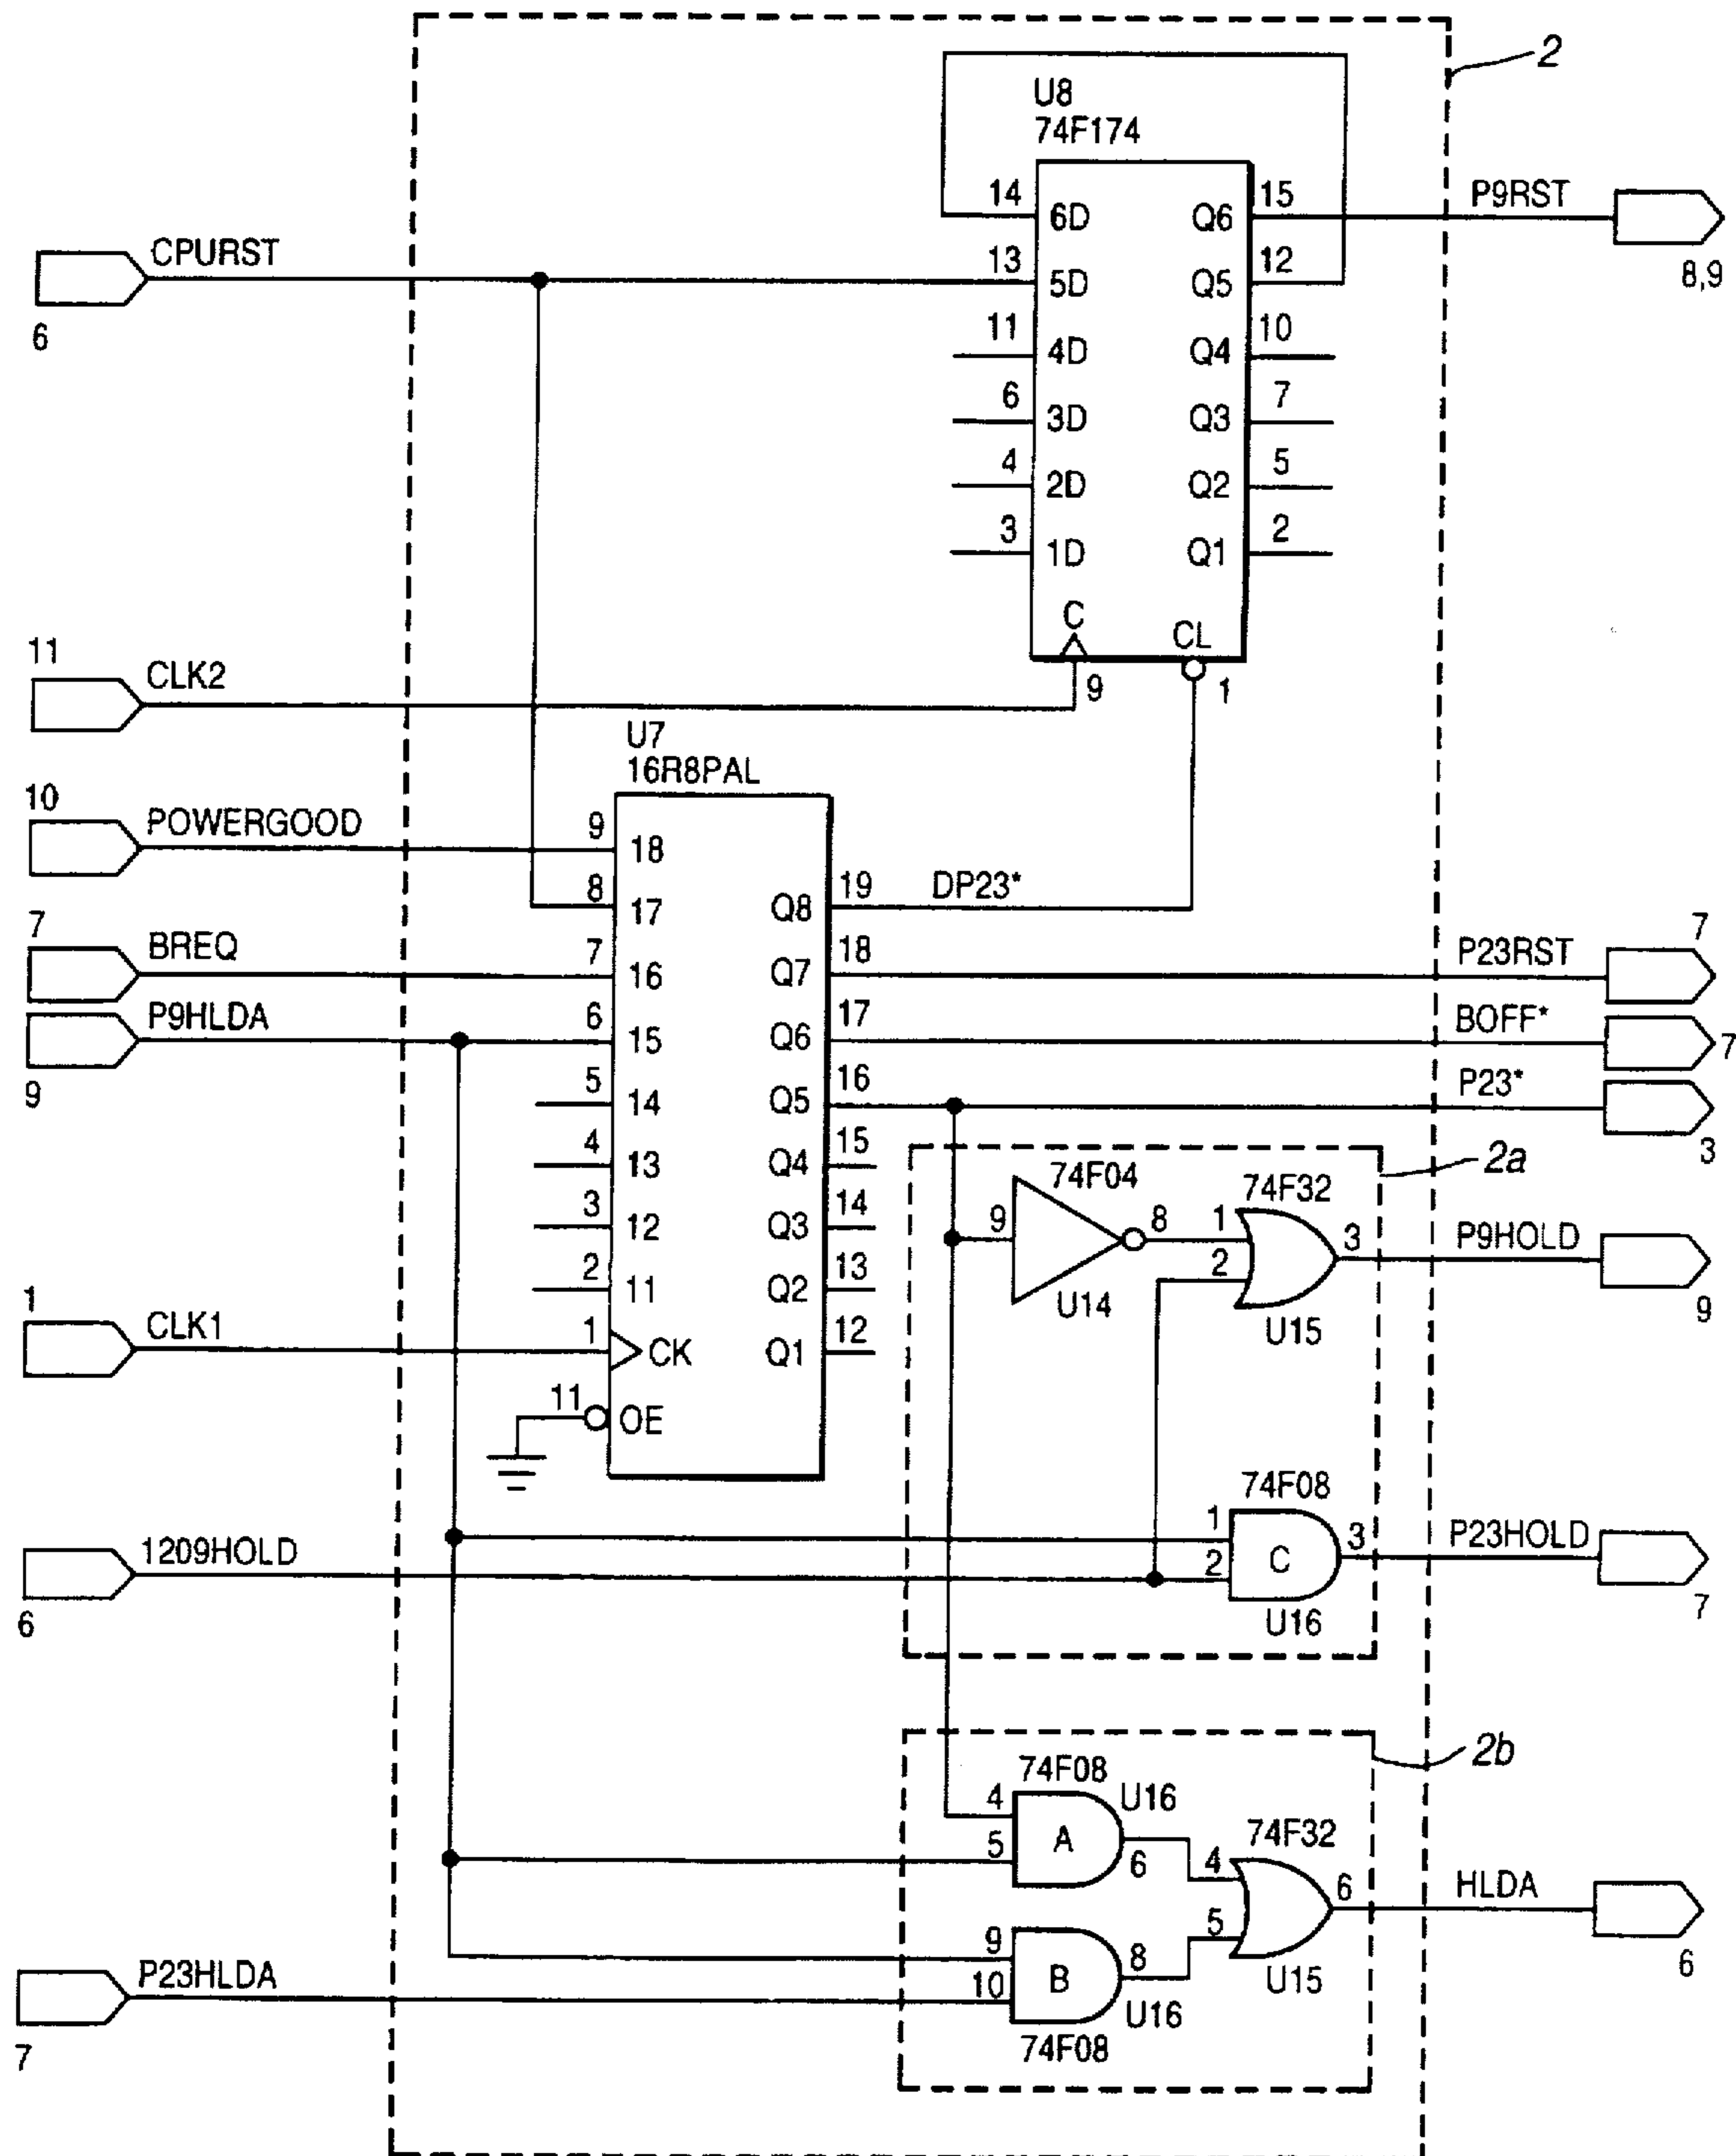 2
U8
74F174
14 6D Q6 15 P9RST
8,9
CPURST
6
13 5D Q5 12
11 4D Q4 10
6 3D Q3 7
4 2D Q2 5
3 1D Q1 2
C CL
9 1
11
CLK2
U7
16R8PAL
10
POWERGOOD
9 18
8 17 Q8 19 DP23*
7
BREQ
7 16 Q7 18 P23RST
7
P9HLDA
9
6 15 Q6 17 BOFF*
7
5 14 Q5 16 P23*
3
4 13 Q4 15
3 12 Q3 14
2 11 Q2 13
1
CLK1
1 CK Q1 12
11 OE
2a
74F04
9 8
U14
74F32
1
2
3 P9HOLD
9
U15
1209HOLD
6
74F08
1
2
C
3 P23HOLD
7
U16
2b
74F08
U16
4
5
A
6
74F32
4
5
6 HLDA
6
U15
P23HLDA
7
9
10
B
8
U16
74F08